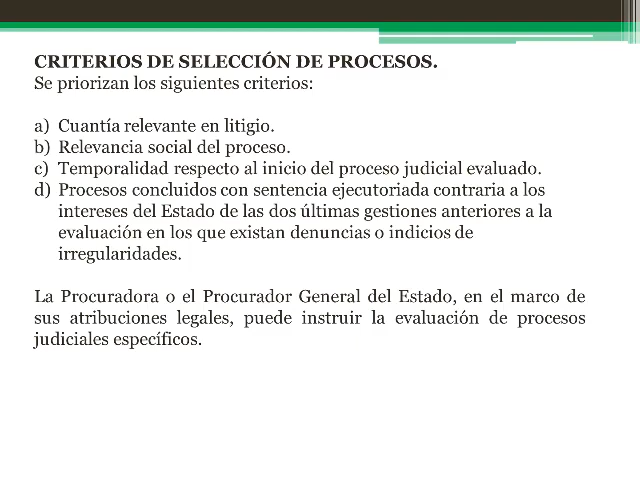 CRITERIOS DE SELECCIÓN DE PROCESOS.
Se priorizan los siguientes criterios:
a) Cuantía relevante en litigio.
b) Relevancia social del proceso.
c) Temporalidad respecto al inicio del proceso judicial evaluado.
d) Procesos concluidos con sentencia ejecutoriada contraria a los
intereses del Estado de las dos últimas gestiones anteriores a la
evaluación en los que existan denuncias o indicios de
irregularidades.
La Procuradora o el Procurador General del Estado, en el marco de
sus atribuciones legales, puede instruir la evaluación de procesos
judiciales específicos.